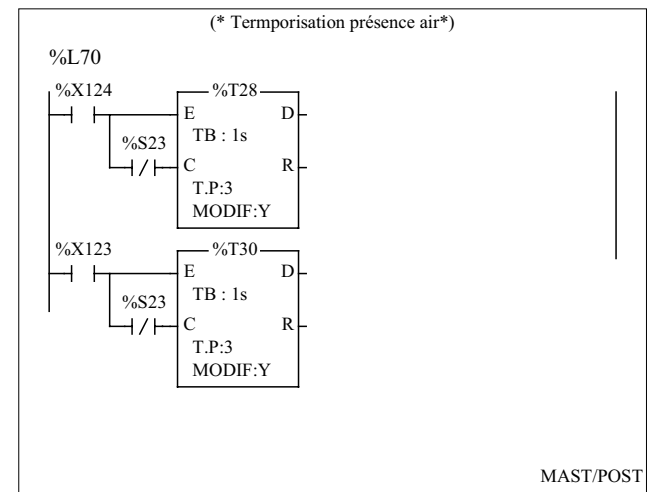 (* Termporisation présence air*)
%L70
%X124 %T28
E D
TB : 1s
%S23
C R
T.P:3
MODIF:Y
%X123 %T30
E D
TB : 1s
%S23
C R
T.P:3
MODIF:Y
MAST/POST